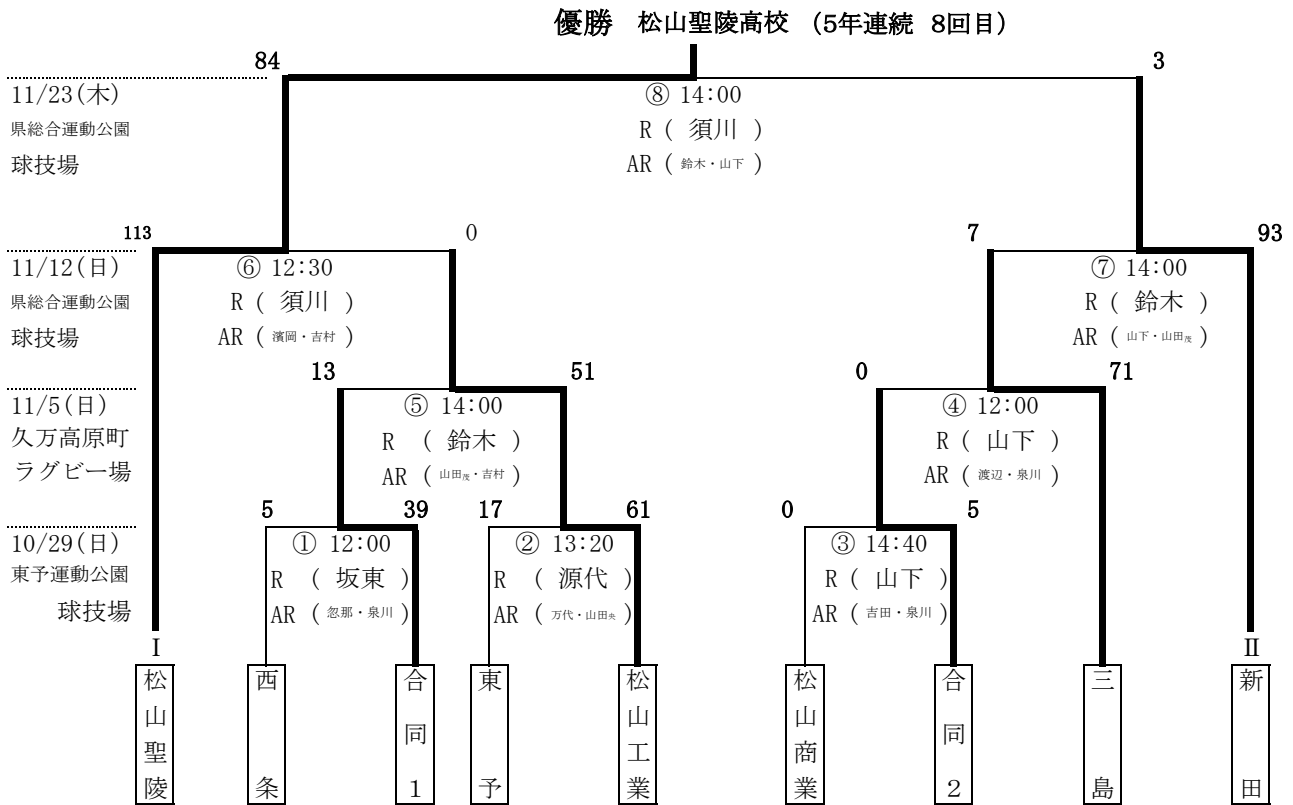 優勝 松山聖陵高校 (5年連続 8回目)
84
3
11/23(木)
県総合運動公園
球技場
⑧ 14:00
R ( 須川 )
AR ( 鈴木・山下 )
113
0
7
93
11/12(日)
県総合運動公園
球技場
⑥ 12:30
R ( 須川 )
AR ( 濱岡・吉村 )
⑦ 14:00
R ( 鈴木 )
AR ( 山下・山田茂 )
13
51
0
71
11/5(日)
久万高原町
ラグビー場
⑤ 14:00
R ( 鈴木 )
AR ( 山田茂・吉村 )
④ 12:00
R ( 山下 )
AR ( 渡辺・泉川 )
5
39
17
61
0
5
10/29(日)
東予運動公園
球技場
① 12:00
R ( 坂東 )
AR ( 忽那・泉川 )
② 13:20
R ( 源代 )
AR ( 万代・山田央 )
③ 14:40
R ( 山下 )
AR ( 吉田・泉川 )
Ⅰ
Ⅱ
松山聖陵
西条
合同1
東予
松山工業
松山商業
合同2
三島
新田